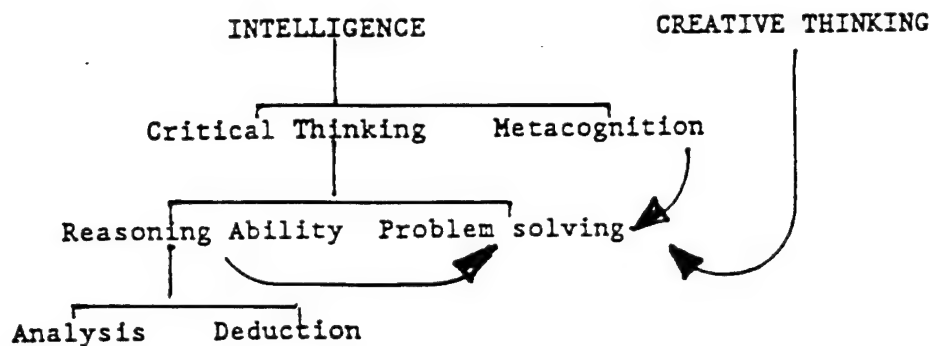 INTELLIGENCE CREATIVE THINKING
Critical Thinking Metacognition
Reasoning Ability Problem solving
Analysis Deduction